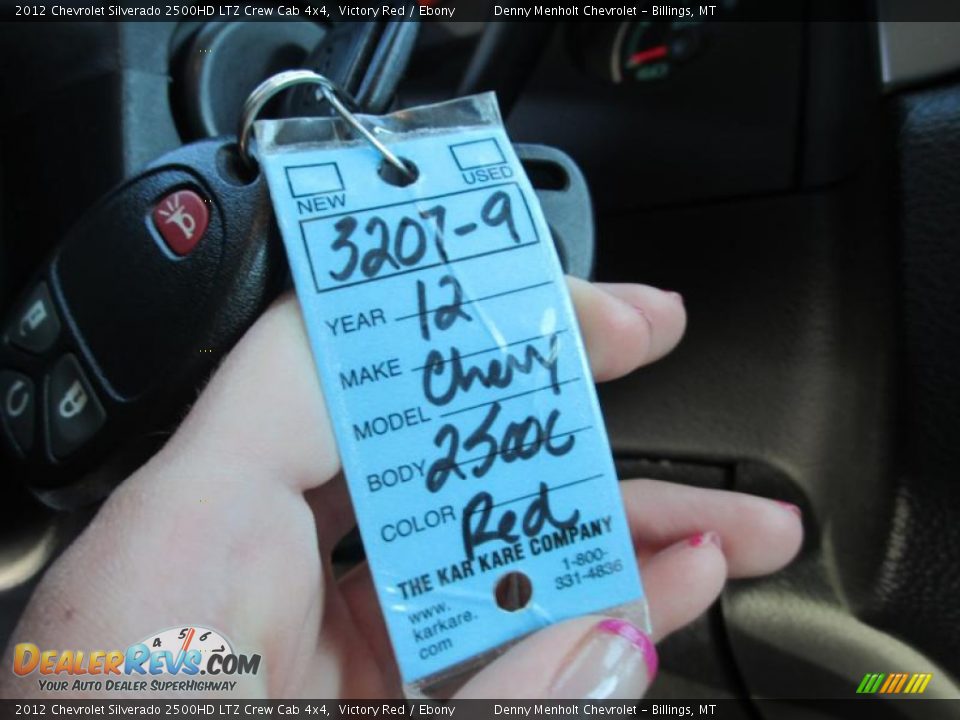 2012 Chevrolet Silverado 2500HD LTZ Crew Cab 4x4, Victory Red / Ebony Denny Menholt Chevrolet - Billings, MT
NEW USED
3207-9
YEAR 12
MAKE Chevy
MODEL
BODY 2500C
COLOR Red
THE KAR KARE COMPANY
www.karkare.com
1-800-331-4836
4 5 6
DEALERREVS.COM
YOUR AUTO DEALER SUPERHIGHWAY
2012 Chevrolet Silverado 2500HD LTZ Crew Cab 4x4, Victory Red / Ebony Denny Menholt Chevrolet - Billings, MT